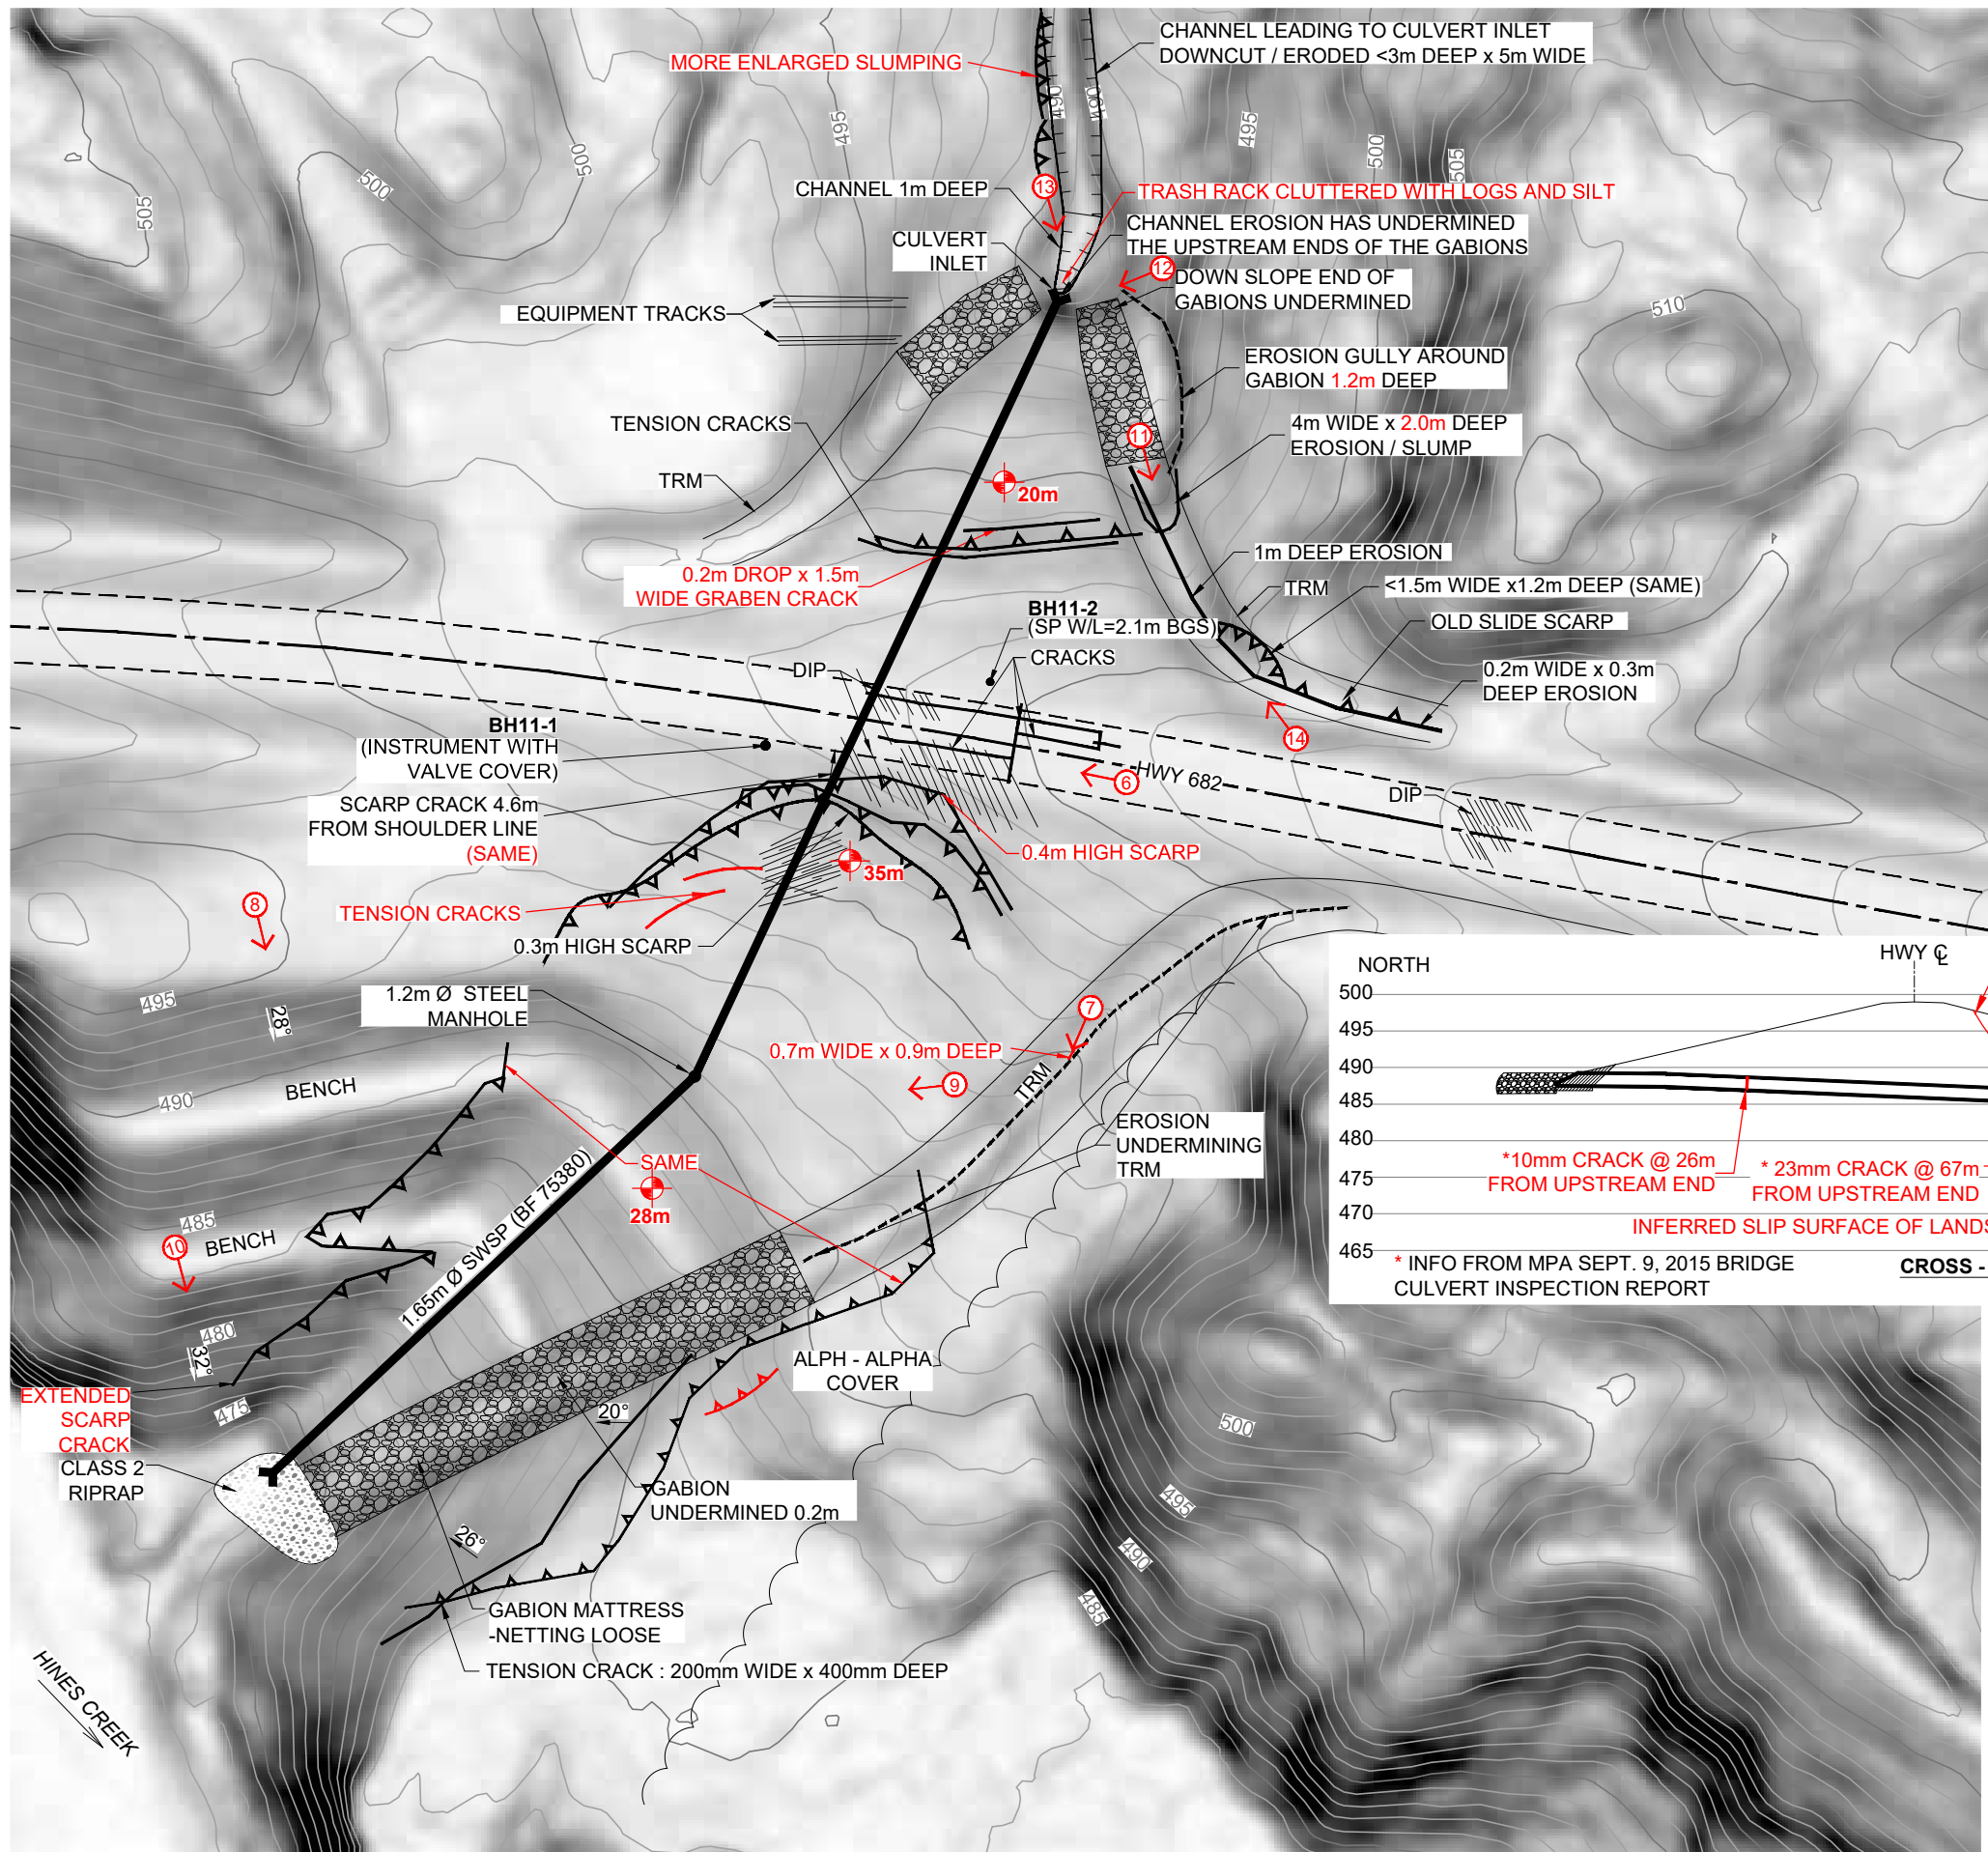 CHANNEL LEADING TO CULVERT INLET
DOWNCUT / ERODED <3m DEEP x 5m WIDE
MORE ENLARGED SLUMPING
490
490
495
495
500
505
500
500
505
510
CHANNEL 1m DEEP
13
TRASH RACK CLUTTERED WITH LOGS AND SILT
CHANNEL EROSION HAS UNDERMINED
THE UPSTREAM ENDS OF THE GABIONS
CULVERT
INLET
12
DOWN SLOPE END OF
GABIONS UNDERMINED
EQUIPMENT TRACKS
EROSION GULLY AROUND
GABION 1.2m DEEP
TENSION CRACKS
11
4m WIDE x 2.0m DEEP
EROSION / SLUMP
TRM
20m
1m DEEP EROSION
0.2m DROP x 1.5m
WIDE GRABEN CRACK
TRM
<1.5m WIDE x1.2m DEEP (SAME)
BH11-2
(SP W/L=2.1m BGS)
OLD SLIDE SCARP
CRACKS
DIP
0.2m WIDE x 0.3m
DEEP EROSION
BH11-1
(INSTRUMENT WITH
VALVE COVER)
14
6
HWY 682
DIP
SCARP CRACK 4.6m
FROM SHOULDER LINE
(SAME)
0.4m HIGH SCARP
35m
8
TENSION CRACKS
0.3m HIGH SCARP
495
28°
1.2m Ø STEEL
MANHOLE
7
0.7m WIDE x 0.9m DEEP
9
TRM
490
BENCH
EROSION
UNDERMINING
TRM
SAME
28m
485
BENCH
10
1.65m Ø SWSP (BF 75380)
480
32°
475
EXTENDED
SCARP
CRACK
CLASS 2
RIPRAP
ALPH - ALPHA
COVER
20°
26°
GABION
UNDERMINED 0.2m
GABION MATTRESS
-NETTING LOOSE
TENSION CRACK : 200mm WIDE x 400mm DEEP
HINES CREEK
500
495
490
485
NORTH
HWY ℄
500
495
490
485
480
475
470
465
*10mm CRACK @ 26m
FROM UPSTREAM END
* 23mm CRACK @ 67m
FROM UPSTREAM END
INFERRED SLIP SURFACE OF LANDS
* INFO FROM MPA SEPT. 9, 2015 BRIDGE
CULVERT INSPECTION REPORT
CROSS -